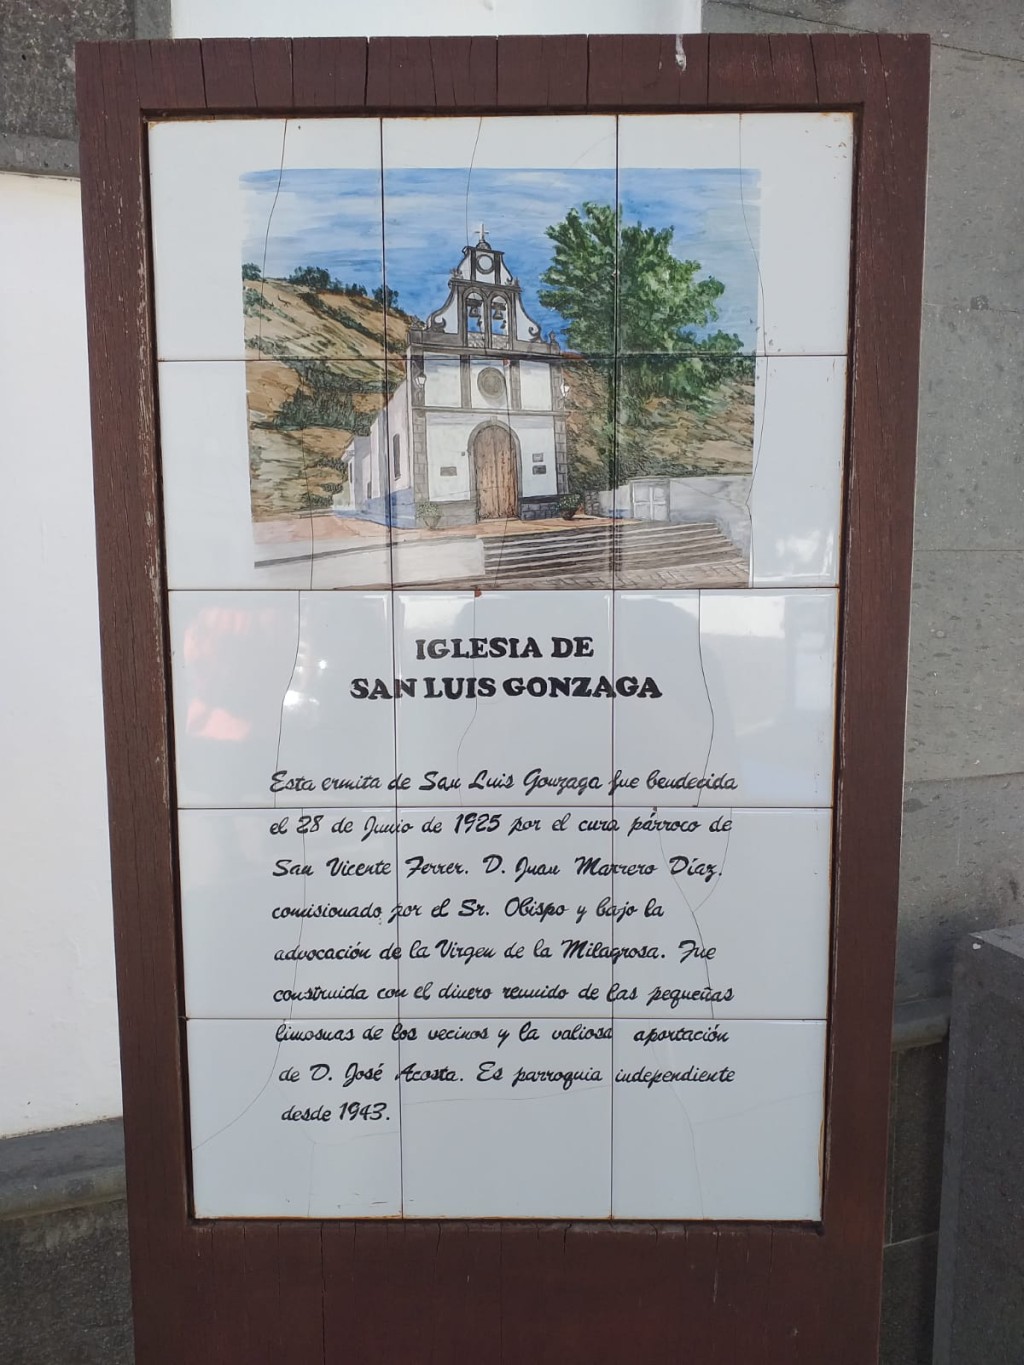 IGLESIA DE
SAN LUIS GONZAGA
Esta ermita de San Luis Gonzaga fue bendecida
el 28 de Junio de 1925 por el cura párroco de
San Vicente Ferrer. D. Juan Marrero Díaz.
comisionado por el Sr. Obispo y bajo la
advocación de la Virgen de la Milagrosa. Fue
construida con el dinero reunido de las pequeñas
limosnas de los vecinos y la valiosa aportación
de D. José Acosta. Es parroquia independiente
desde 1943.